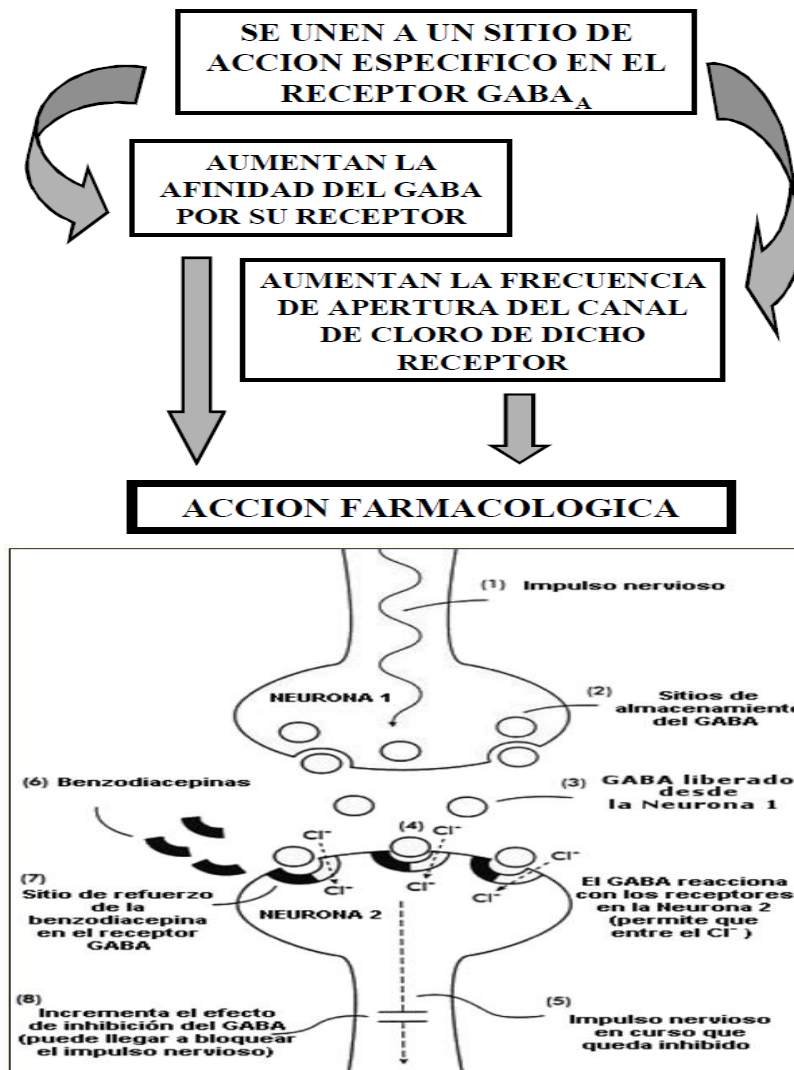 SE UNEN A UN SITIO DE
ACCION ESPECIFICO EN EL
RECEPTOR GABA_A
AUMENTAN LA
AFINIDAD DEL GABA
POR SU RECEPTOR
AUMENTAN LA FRECUENCIA
DE APERTURA DEL CANAL
DE CLORO DE DICHO
RECEPTOR
ACCION FARMACOLOGICA
(1) Impulso nervioso
NEURONA 1
(2) Sitios de
almacenamiento
del GABA
(6) Benzodiacepinas
(3) GABA liberado
desde
la Neurona 1
(4)
Cl⁻
Cl⁻
Cl⁻
Cl⁻
Cl⁻
Cl⁻
(7)
Sitio de refuerzo
de la
benzodiacepina
en el receptor
GABA
NEURONA 2
El GABA reacciona
con los receptores
en la Neurona 2
(permite que
entre el Cl⁻ )
(8)
Incrementa el efecto
de inhibición del GABA
(puede llegar a bloquear
el impulso nervioso)
(5)
Impulso nervioso
en curso que
queda inhibido